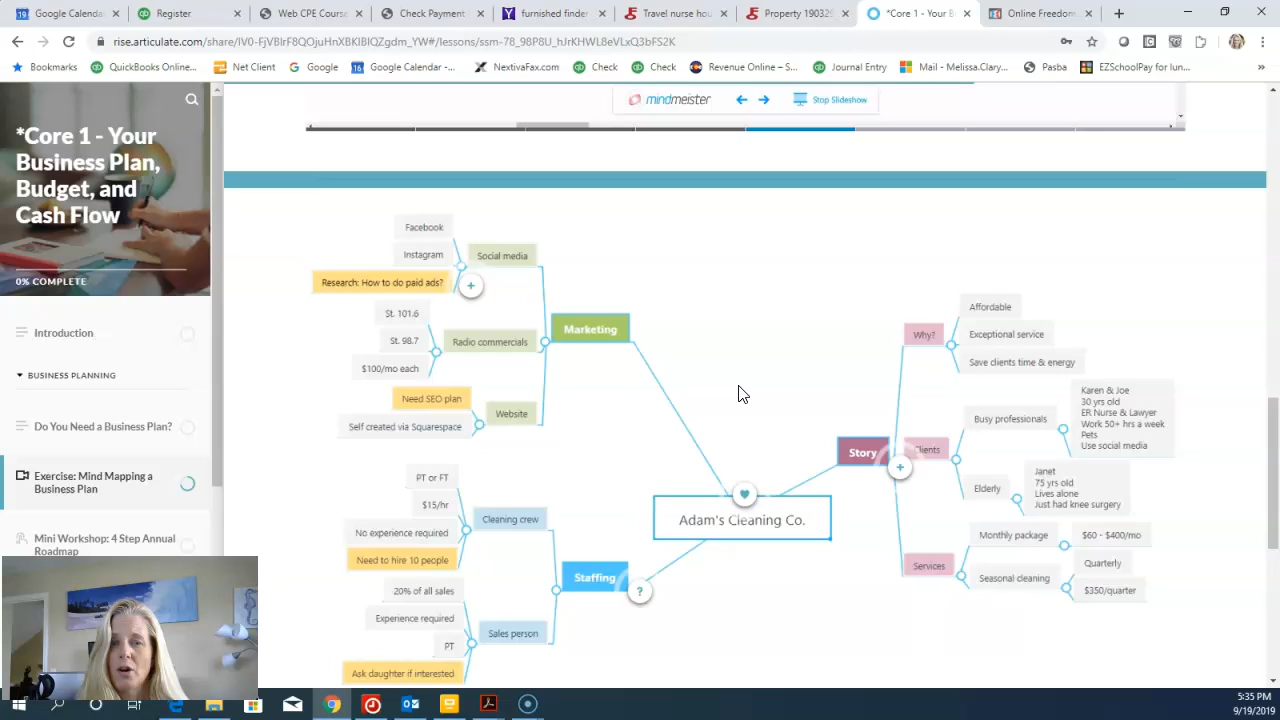 Google Calendar
Register
Web CPE Cours
Check Payment
furnished finder
Travel nurse hou
Property 19032
*Core 1 - Your B
Online Freedom
rise.articulate.com/share/IV0-FjVBlrF8QOjuHnXBKIBIQZgdm_YW#/lessons/ssm-78_98P8U_hJrKHWL8eVLxQ3bFS2K
Bookmarks
QuickBooks Online...
Net Client
Google
Google Calendar -...
NextivaFax.com
Check
Check
Revenue Online – S...
Journal Entry
Mail - Melissa.Clary...
Pasba
EZSchoolPay for lun...
»
*Core 1 - Your
Business Plan,
Budget, and
Cash Flow
0% COMPLETE
Introduction
BUSINESS PLANNING
Do You Need a Business Plan?
Exercise: Mind Mapping a
Business Plan
Mini Workshop: 4 Step Annual
Roadmap
mindmeister
Stop Slideshow
Facebook
Instagram
Research: How to do paid ads?
Social media
St. 101.6
St. 98.7
$100/mo each
Radio commercials
Marketing
Need SEO plan
Self created via Squarespace
Website
PT or FT
$15/hr
No experience required
Need to hire 10 people
Cleaning crew
Staffing
?
20% of all sales
Experience required
PT
Ask daughter if interested
Sales person
Adam's Cleaning Co.
Story
Why?
Affordable
Exceptional service
Save clients time & energy
Clients
Busy professionals
Karen & Joe
30 yrs old
ER Nurse & Lawyer
Work 50+ hrs a week
Pets
Use social media
Elderly
Janet
75 yrs old
Lives alone
Just had knee surgery
Services
Monthly package
$60 - $400/mo
Seasonal cleaning
Quarterly
$350/quarter
5:35 PM
9/19/2019